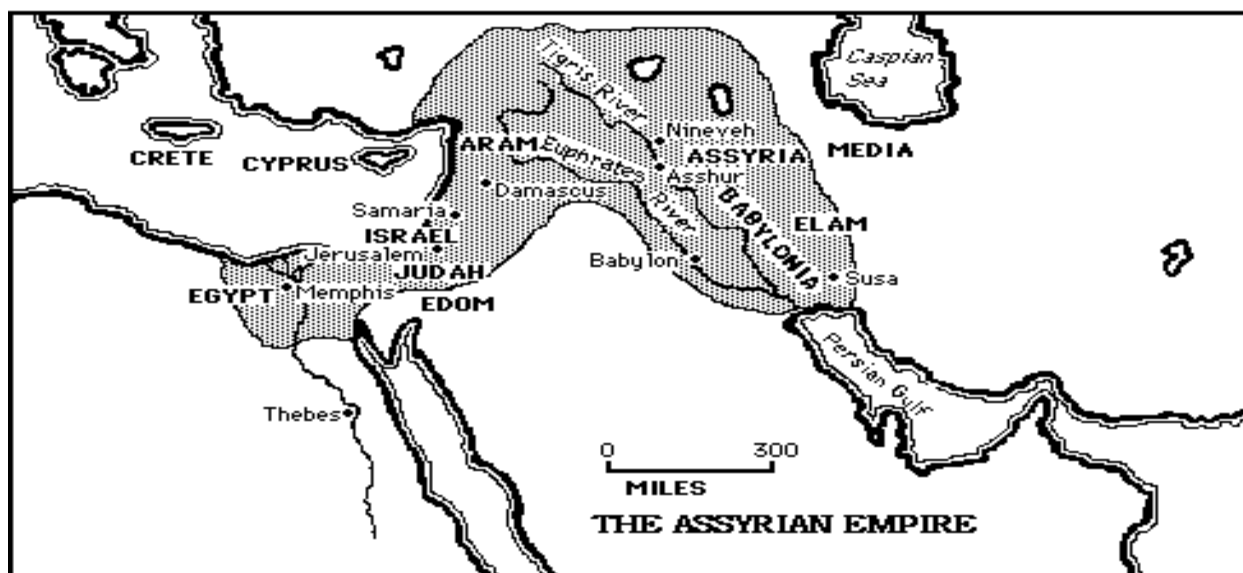 Caspian
Sea
Tigris River
Nineveh
CRETE
CYPRUS
ARAM
Euphrates River
ASSYRIA
MEDIA
Asshur
Damascus
BABYLONIA
Samaria
ISRAEL
ELAM
Jerusalem
JUDAH
Babylon
Susa
EGYPT
Memphis
EDOM
Persian Gulf
Thebes
0 300
MILES
THE ASSYRIAN EMPIRE